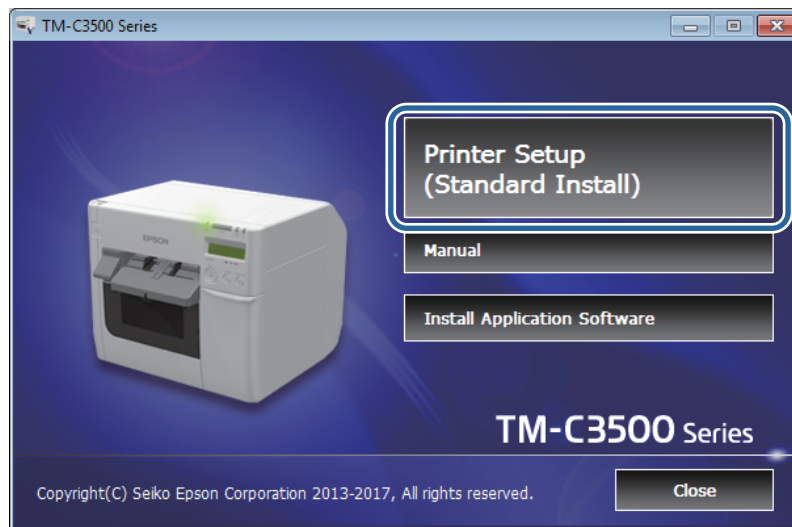 TM-C3500 Series
EPSON
Printer Setup
(Standard Install)
Manual
Install Application Software
TM-C3500 Series
Copyright(C) Seiko Epson Corporation 2013-2017, All rights reserved.
Close